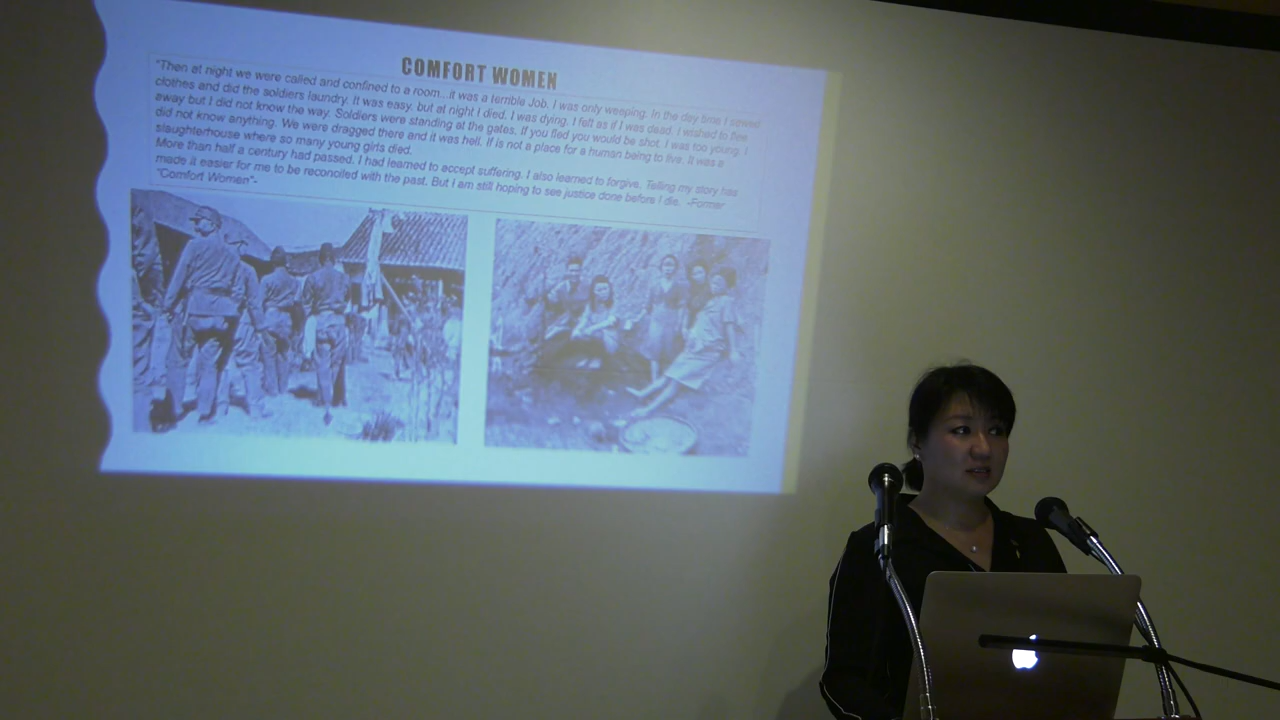 COMFORT WOMEN
"Then at night we were called and confined to a room...it was a terrible Job. I was only weeping. In the day time I sewed
clothes and did the soldiers laundry. It was easy, but at night I died. I was dying. I felt as if I was dead. I wished to flee
away but I did not know the way. Soldiers were standing at the gates. If you fled you would be shot. I was too young. I
did not know anything. We were dragged there and it was hell. If is not a place for a human being to live. It was a
slaughterhouse where so many young girls died.
More than half a century had passed. I had learned to accept suffering. I also learned to forgive. Telling my story has
made it easier for me to be reconciled with the past. But I am still hoping to see justice done before I die. -Former
"Comfort Women"-